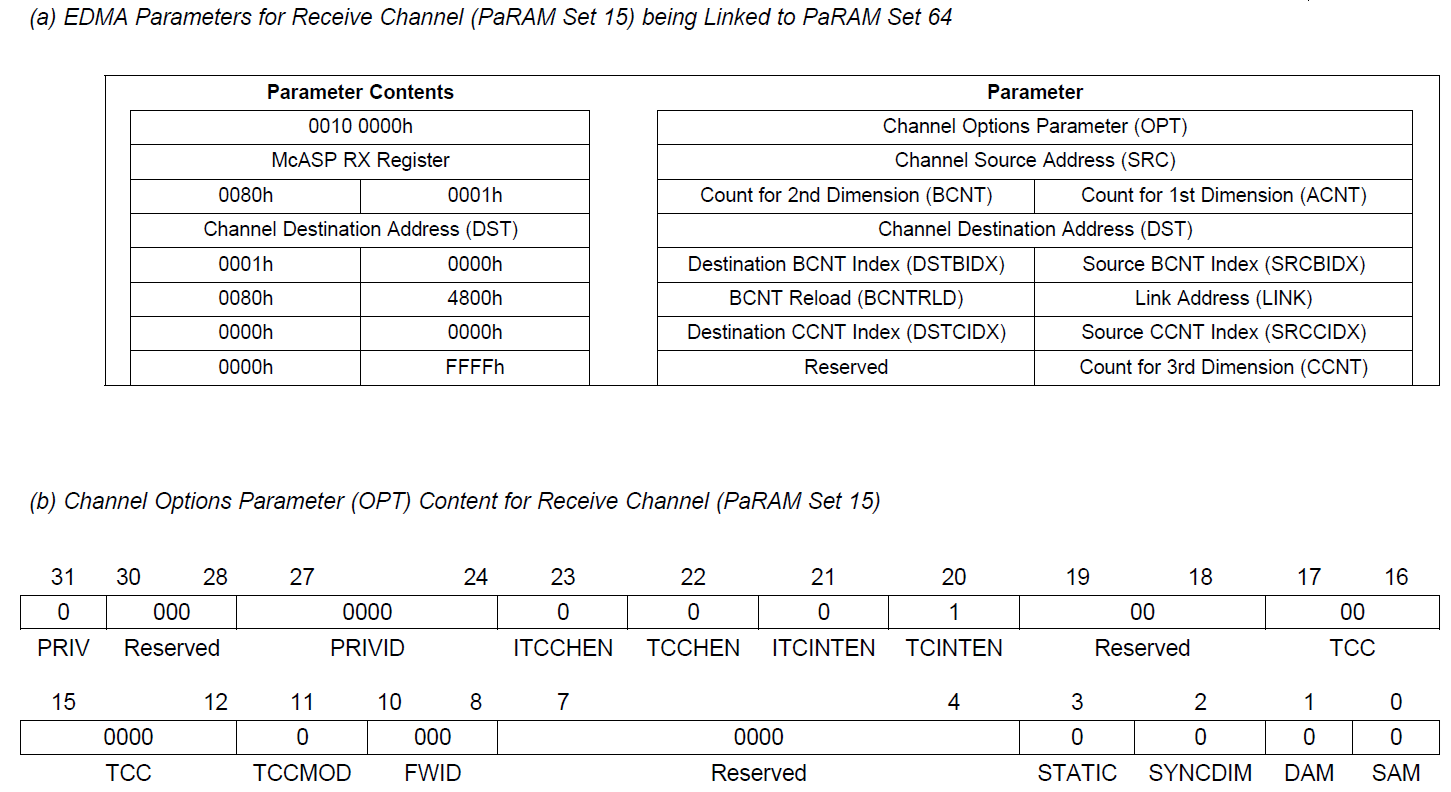 (a) EDMA Parameters for Receive Channel (PaRAM Set 15) being Linked to PaRAM Set 64
Parameter Contents Parameter
0010 0000h Channel Options Parameter (OPT)
McASP RX Register Channel Source Address (SRC)
0080h 0001h Count for 2nd Dimension (BCNT) Count for 1st Dimension (ACNT)
Channel Destination Address (DST) Channel Destination Address (DST)
0001h 0000h Destination BCNT Index (DSTBIDX) Source BCNT Index (SRCBIDX)
0080h 4800h BCNT Reload (BCNTRLD) Link Address (LINK)
0000h 0000h Destination CCNT Index (DSTCIDX) Source CCNT Index (SRCCIDX)
0000h FFFFh Reserved Count for 3rd Dimension (CCNT)
(b) Channel Options Parameter (OPT) Content for Receive Channel (PaRAM Set 15)
31 30 28 27 24 23 22 21 20 19 18 17 16
0 000 0000 0 0 0 1 00 00
PRIV Reserved PRIVID ITCCHEN TCCHEN ITCINTEN TCINTEN Reserved TCC
15 12 11 10 8 7 4 3 2 1 0
0000 0 000 0000 0 0 0 0
TCC TCCMOD FWID Reserved STATIC SYNCDIM DAM SAM